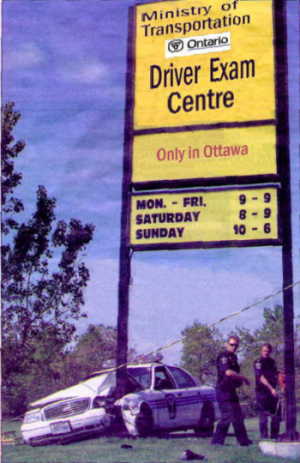 Ministry of
Transportation
Ontario
Driver Exam
Centre
Only in Ottawa
MON. - FRI. 9 - 9
SATURDAY 8 - 9
SUNDAY 10 - 6